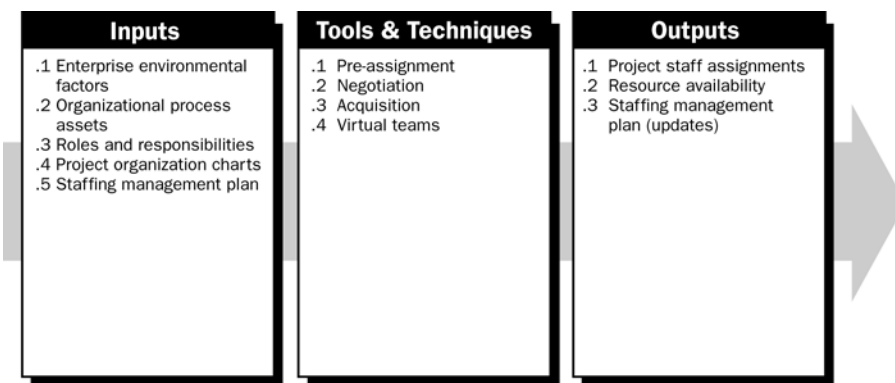 Inputs
.1 Enterprise environmental
factors
.2 Organizational process
assets
.3 Roles and responsibilities
.4 Project organization charts
.5 Staffing management plan
Tools & Techniques
.1 Pre-assignment
.2 Negotiation
.3 Acquisition
.4 Virtual teams
Outputs
.1 Project staff assignments
.2 Resource availability
.3 Staffing management
plan (updates)